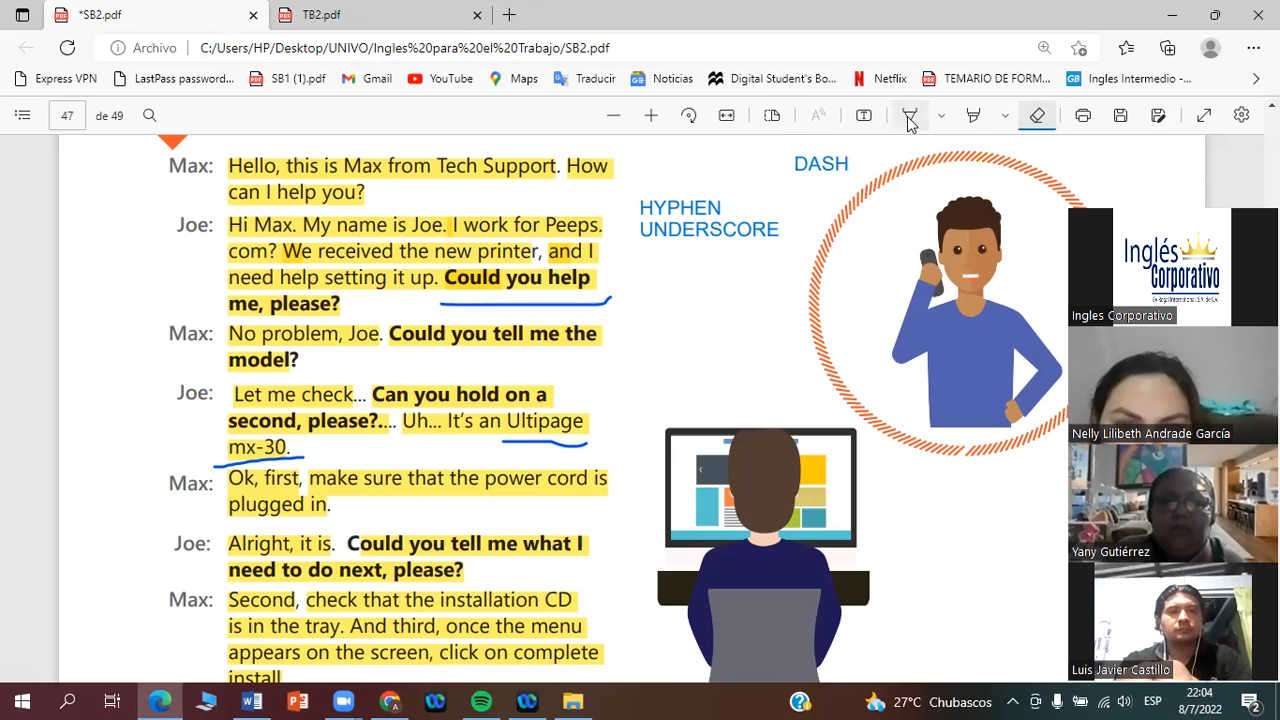 *SB2.pdf
TB2.pdf
Archivo
C:/Users/HP/Desktop/UNIVO/Ingles%20para%20el%20Trabajo/SB2.pdf
Express VPN
LastPass password...
SB1 (1).pdf
Gmail
YouTube
Maps
Traducir
Noticias
Digital Student's Bo...
Netflix
TEMARIO DE FORM...
GB Ingles Intermedio -...
47 de 49
Max: Hello, this is Max from Tech Support. How
can I help you?
Joe: Hi Max. My name is Joe. I work for Peeps.
com? We received the new printer, and I
need help setting it up. Could you help
me, please?
Max: No problem, Joe. Could you tell me the
model?
Joe: Let me check... Can you hold on a
second, please?.... Uh... It's an Ultipage
mx-30.
Max: Ok, first, make sure that the power cord is
plugged in.
Joe: Alright, it is. Could you tell me what I
need to do next, please?
Max: Second, check that the installation CD
is in the tray. And third, once the menu
appears on the screen, click on complete
install
DASH
HYPHEN
UNDERSCORE
Inglés
Corporativo
Ingles Corporativo
Nelly Lilibeth Andrade García
Yany Gutiérrez
Luis Javier Castillo
27°C Chubascos
ESP
22:04
8/7/2022
2